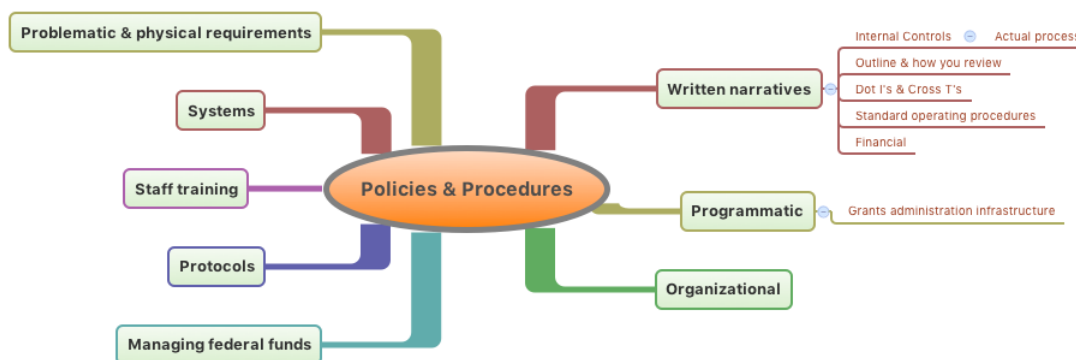 Problematic & physical requirements
Systems
Staff training
Protocols
Managing federal funds
Policies & Procedures
Written narratives
Internal Controls
Actual process
Outline & how you review
Dot I's & Cross T's
Standard operating procedures
Financial
Programmatic
Grants administration infrastructure
Organizational